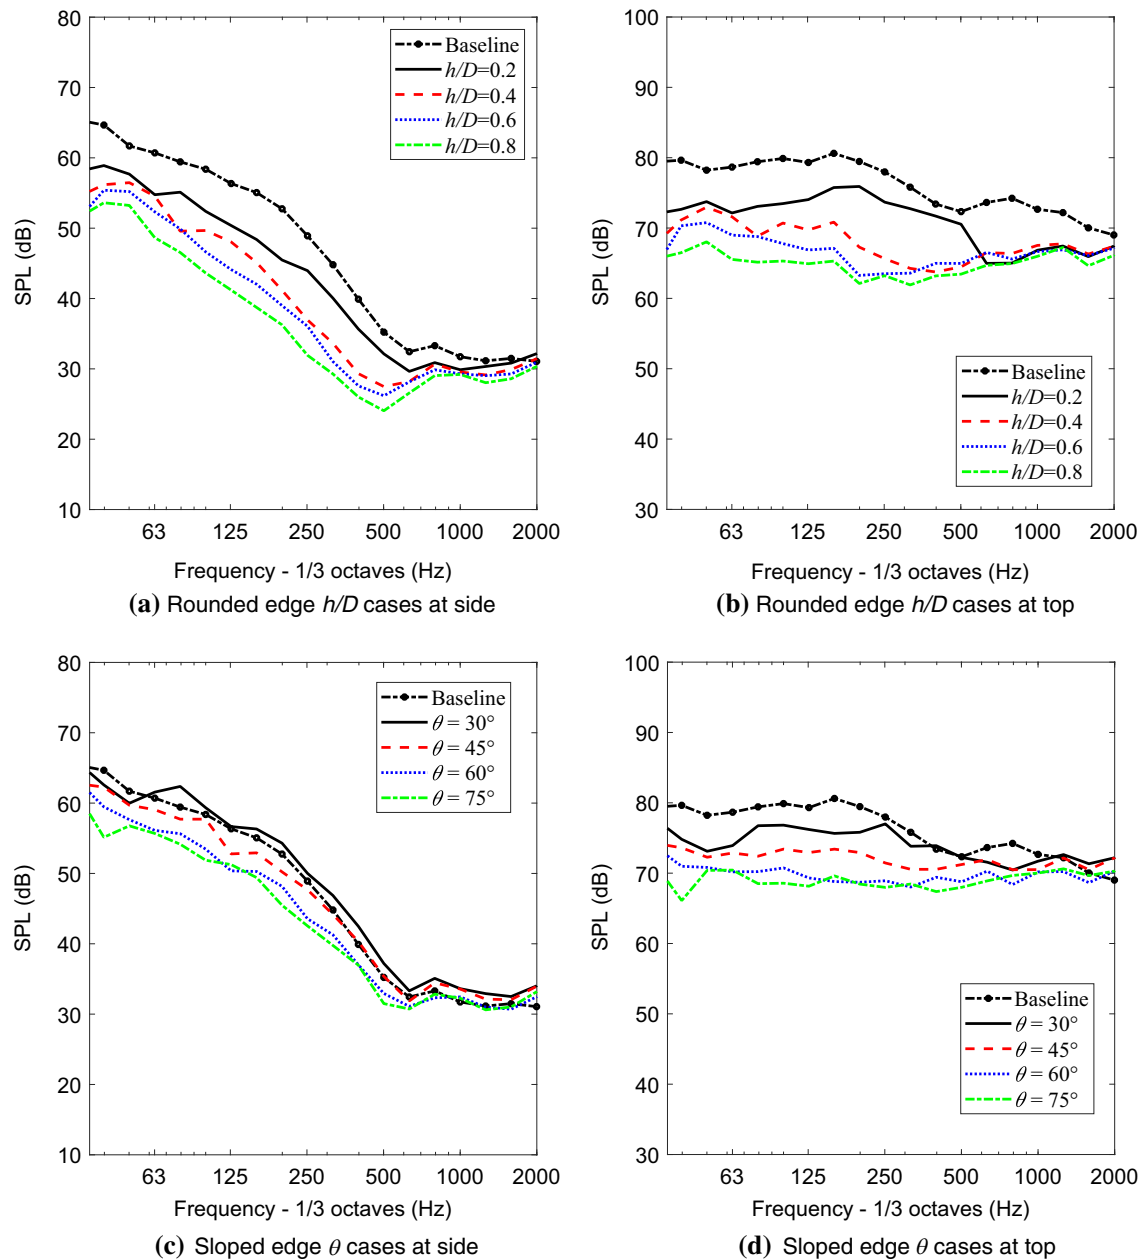 80
70
60
50
40
30
20
10
SPL (dB)
Baseline
h/D=0.2
h/D=0.4
h/D=0.6
h/D=0.8
63 125 250 500 1000 2000
Frequency - 1/3 octaves (Hz)
(a) Rounded edge h/D cases at side
100
90
80
70
60
50
40
30
SPL (dB)
Baseline
h/D=0.2
h/D=0.4
h/D=0.6
h/D=0.8
63 125 250 500 1000 2000
Frequency - 1/3 octaves (Hz)
(b) Rounded edge h/D cases at top
80
70
60
50
40
30
20
10
SPL (dB)
Baseline
θ = 30°
θ = 45°
θ = 60°
θ = 75°
63 125 250 500 1000 2000
Frequency - 1/3 octaves (Hz)
(c) Sloped edge θ cases at side
100
90
80
70
60
50
40
30
SPL (dB)
Baseline
θ = 30°
θ = 45°
θ = 60°
θ = 75°
63 125 250 500 1000 2000
Frequency - 1/3 octaves (Hz)
(d) Sloped edge θ cases at top